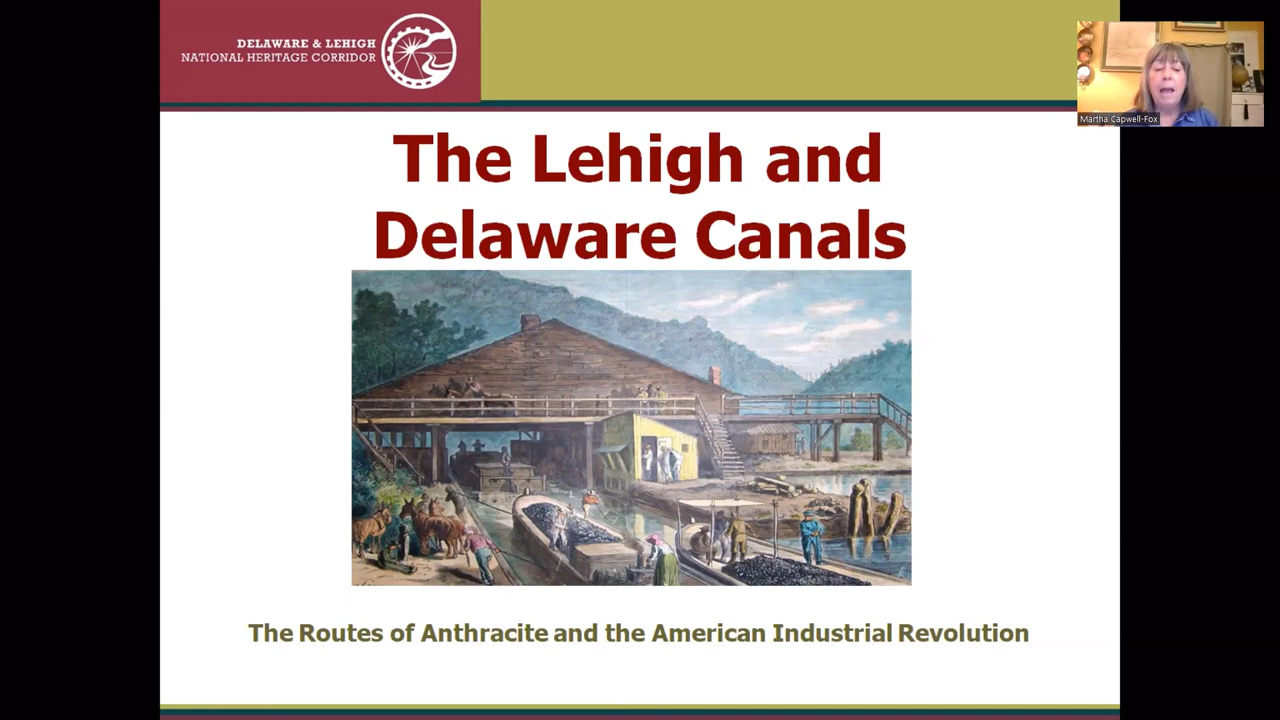 DELAWARE & LEHIGH
NATIONAL HERITAGE CORRIDOR
Martha Capwell-Fox
The Lehigh and
Delaware Canals
The Routes of Anthracite and the American Industrial Revolution